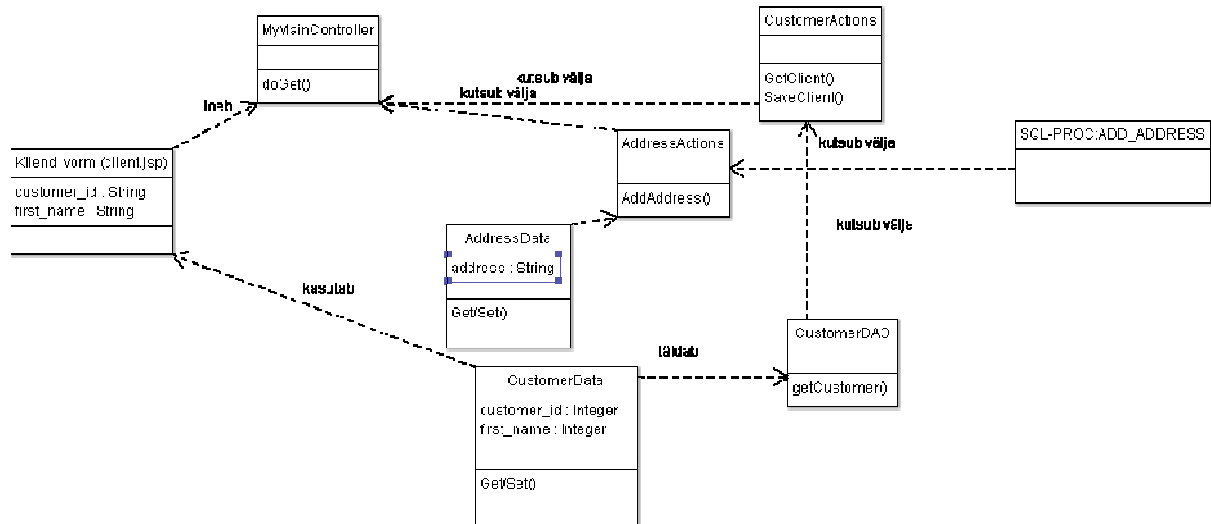 MyMainController
doGet()
CustomerActions
GetClient()
SaveClient()
kutsub välja
kutsub välja
AddressActions
AddAddress()
kutsub välja
SQL-PROC:ADD_ADDRESS
Kliendi vorm (client.jsp)
customer_id : String
first_name : String
AddressData
address : String
Get/Set()
kutsub välja
kasutab
täidab
CustomerDAO
getCustomer()
CustomerData
customer_id : Integer
first_name : Integer
Get/Set()